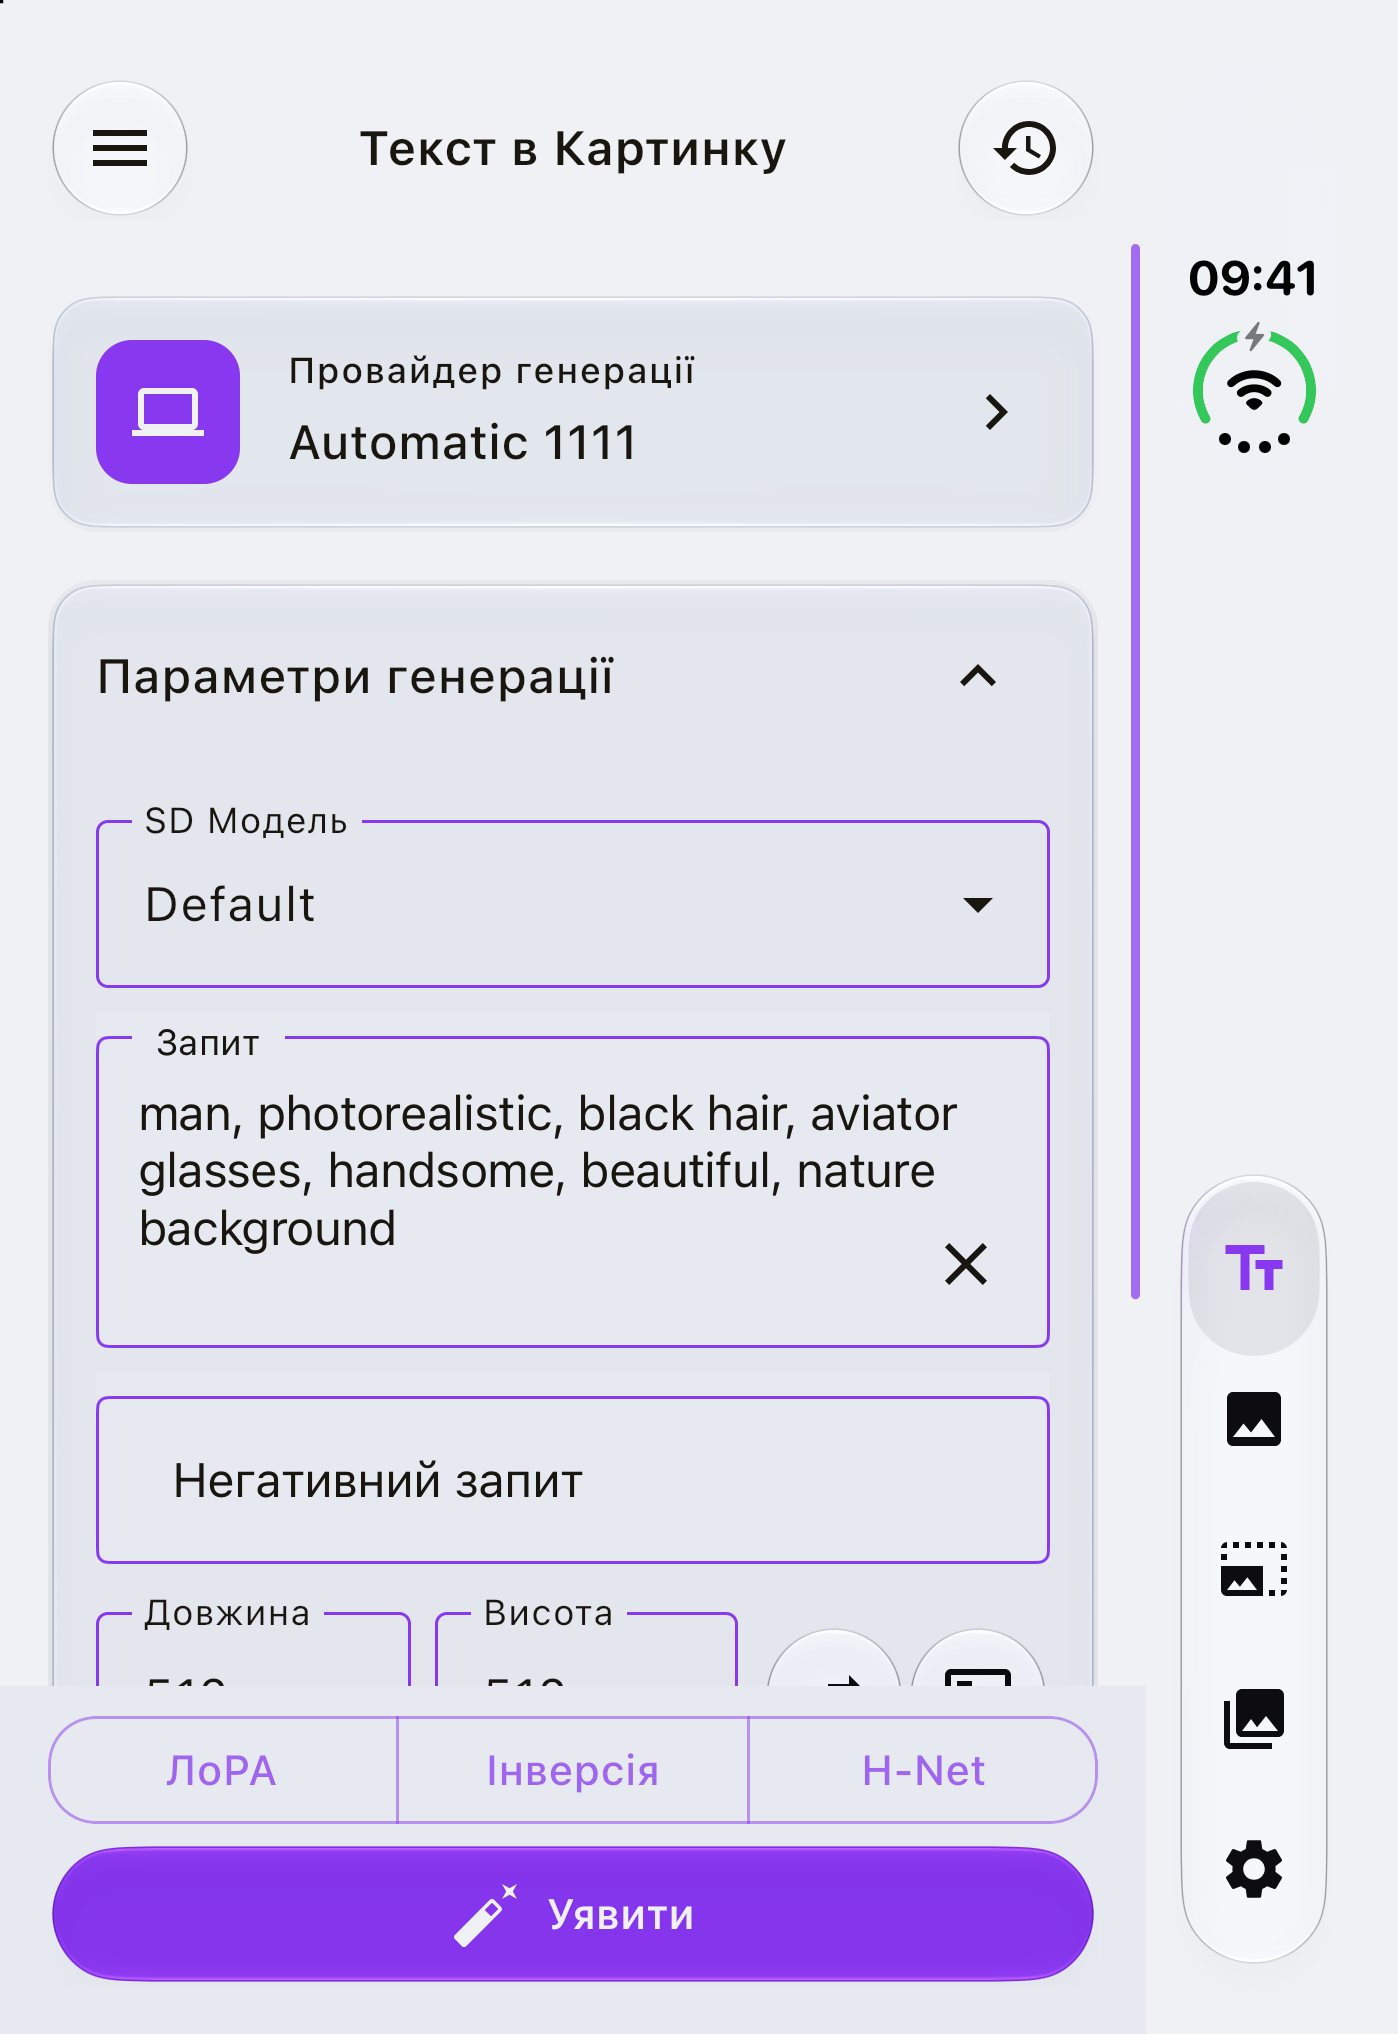 Текст в Картинку
09:41
Провайдер генерації
Automatic 1111
Параметри генерації
SD Модель
Default
Запит
man, photorealistic, black hair, aviator
glasses, handsome, beautiful, nature
background
Негативний запит
Довжина
Висота
ЛоРА
Інверсія
H-Net
Уявити